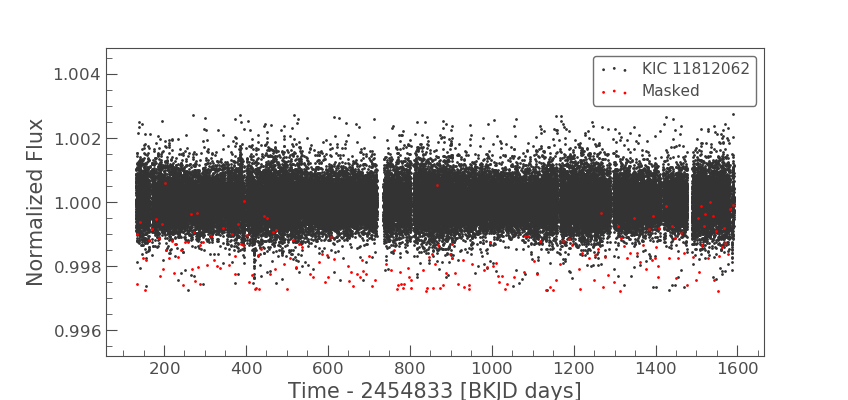 1.004
1.002
1.000
0.998
0.996
Normalized Flux
KIC 11812062
Masked
200 400 600 800 1000 1200 1400 1600
Time - 2454833 [BKJD days]